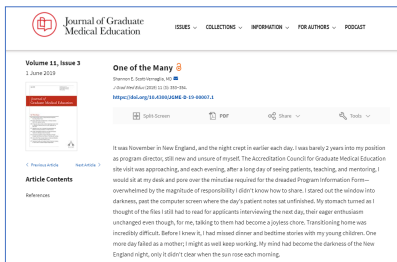 Journal of Graduate
Medical Education
ISSUES
COLLECTIONS
INFORMATION
FOR AUTHORS
PODCAST
Volume 11, Issue 3
1 June 2019
Journal of
Graduate Medical Education
Previous Article
Next Article
Article Contents
References
One of the Many
Shannon E. Scott-Vernaglia, MD
J Grad Med Educ (2019) 11 (3): 353–354.
https://doi.org/10.4300/JGME-D-19-00007.1
Split-Screen
PDF
Share
Tools
It was November in New England, and the night crept in earlier each day. I was barely 2 years into my position
as program director, still new and unsure of myself. The Accreditation Council for Graduate Medical Education
site visit was approaching, and each evening, after a long day of seeing patients, teaching, and mentoring, I
would sit at my desk and pore over the minutiae required for the dreaded Program Information Form—
overwhelmed by the magnitude of responsibility I didn't know how to share. I stared out the window into
darkness, past the computer screen where the day's patient notes sat unfinished. My stomach turned as I
thought of the files I still had to read for applicants interviewing the next day, their eager enthusiasm
unchanged even though, for me, talking to them had become a joyless chore. Transitioning home was
incredibly difficult. Before I knew it, I had missed dinner and bedtime stories with my young children. One
more day failed as a mother; I might as well keep working. My mind had become the darkness of the New
England night, only it didn't clear when the sun rose each morning.